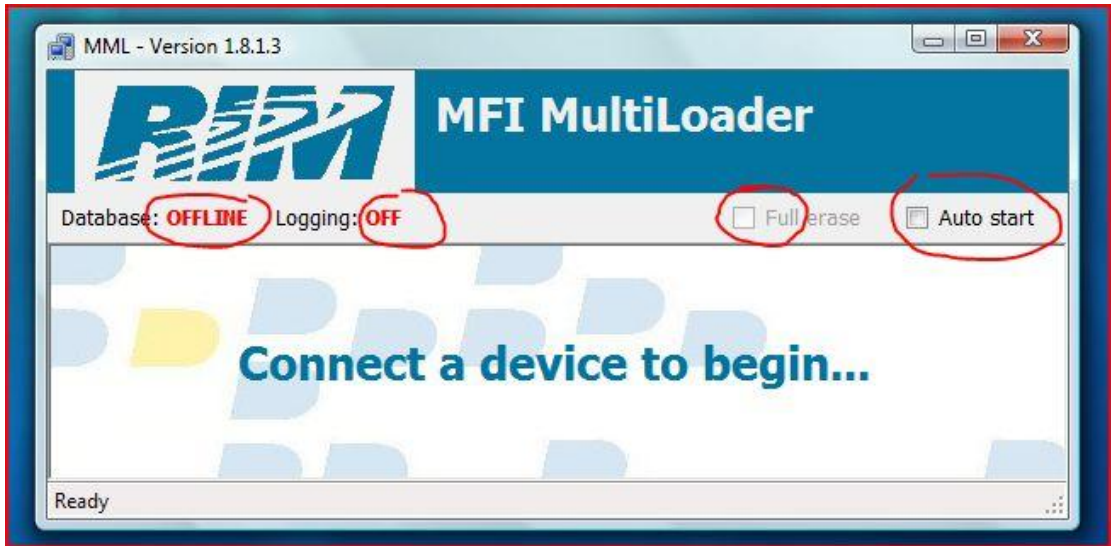 MML - Version 1.8.1.3
RIM
MFI MultiLoader
Database: OFFLINE Logging: OFF Full erase Auto start
Connect a device to begin...
Ready